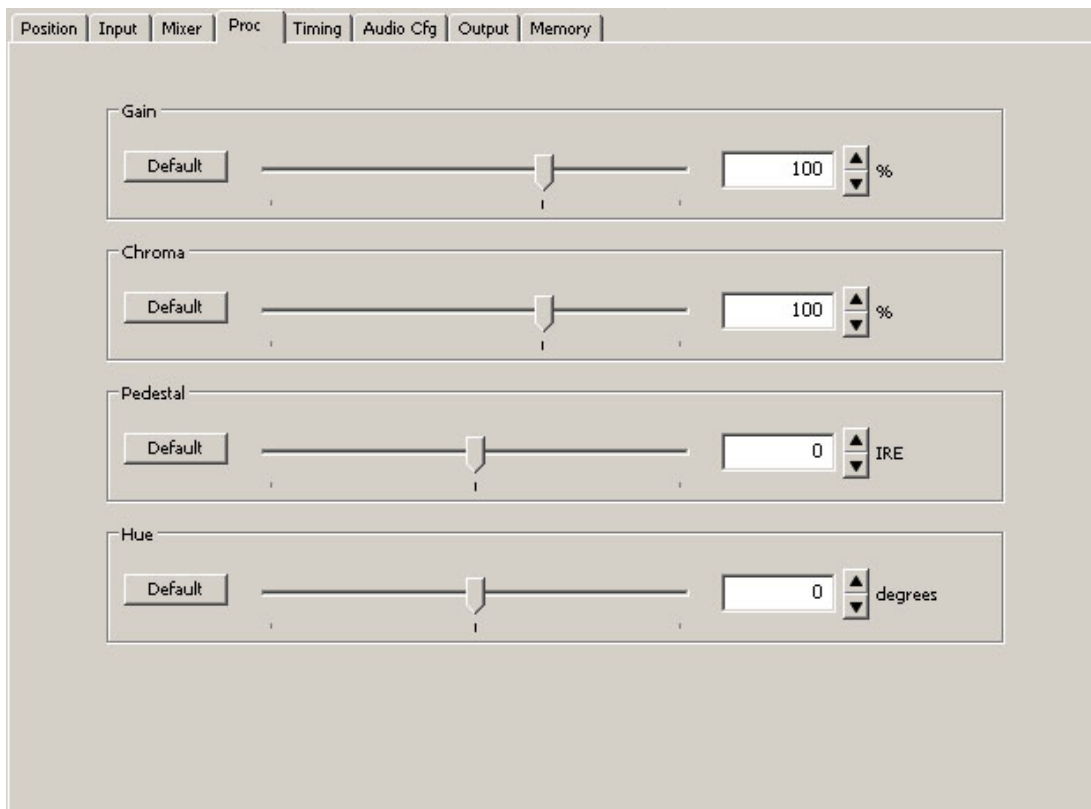 Position Input Mixer Proc Timing Audio Cfg Output Memory
Gain
Default 100 %
Chroma
Default 100 %
Pedestal
Default 0 IRE
Hue
Default 0 degrees